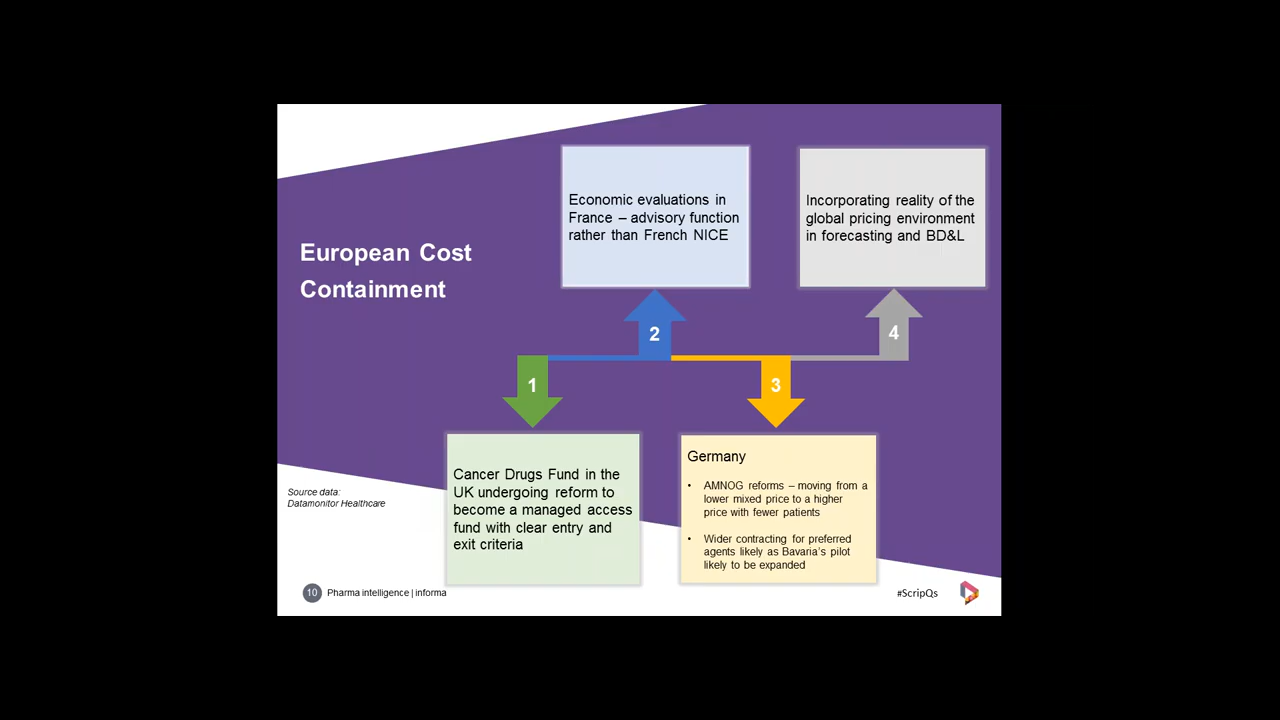 European Cost
Containment
Economic evaluations in
France – advisory function
rather than French NICE
Incorporating reality of the
global pricing environment
in forecasting and BD&L
2
4
1
3
Cancer Drugs Fund in the
UK undergoing reform to
become a managed access
fund with clear entry and
exit criteria
Germany
• AMNOG reforms – moving from a
lower mixed price to a higher
price with fewer patients
• Wider contracting for preferred
agents likely as Bavaria's pilot
likely to be expanded
Source data:
Datamonitor Healthcare
10 Pharma intelligence | informa
#ScripQs